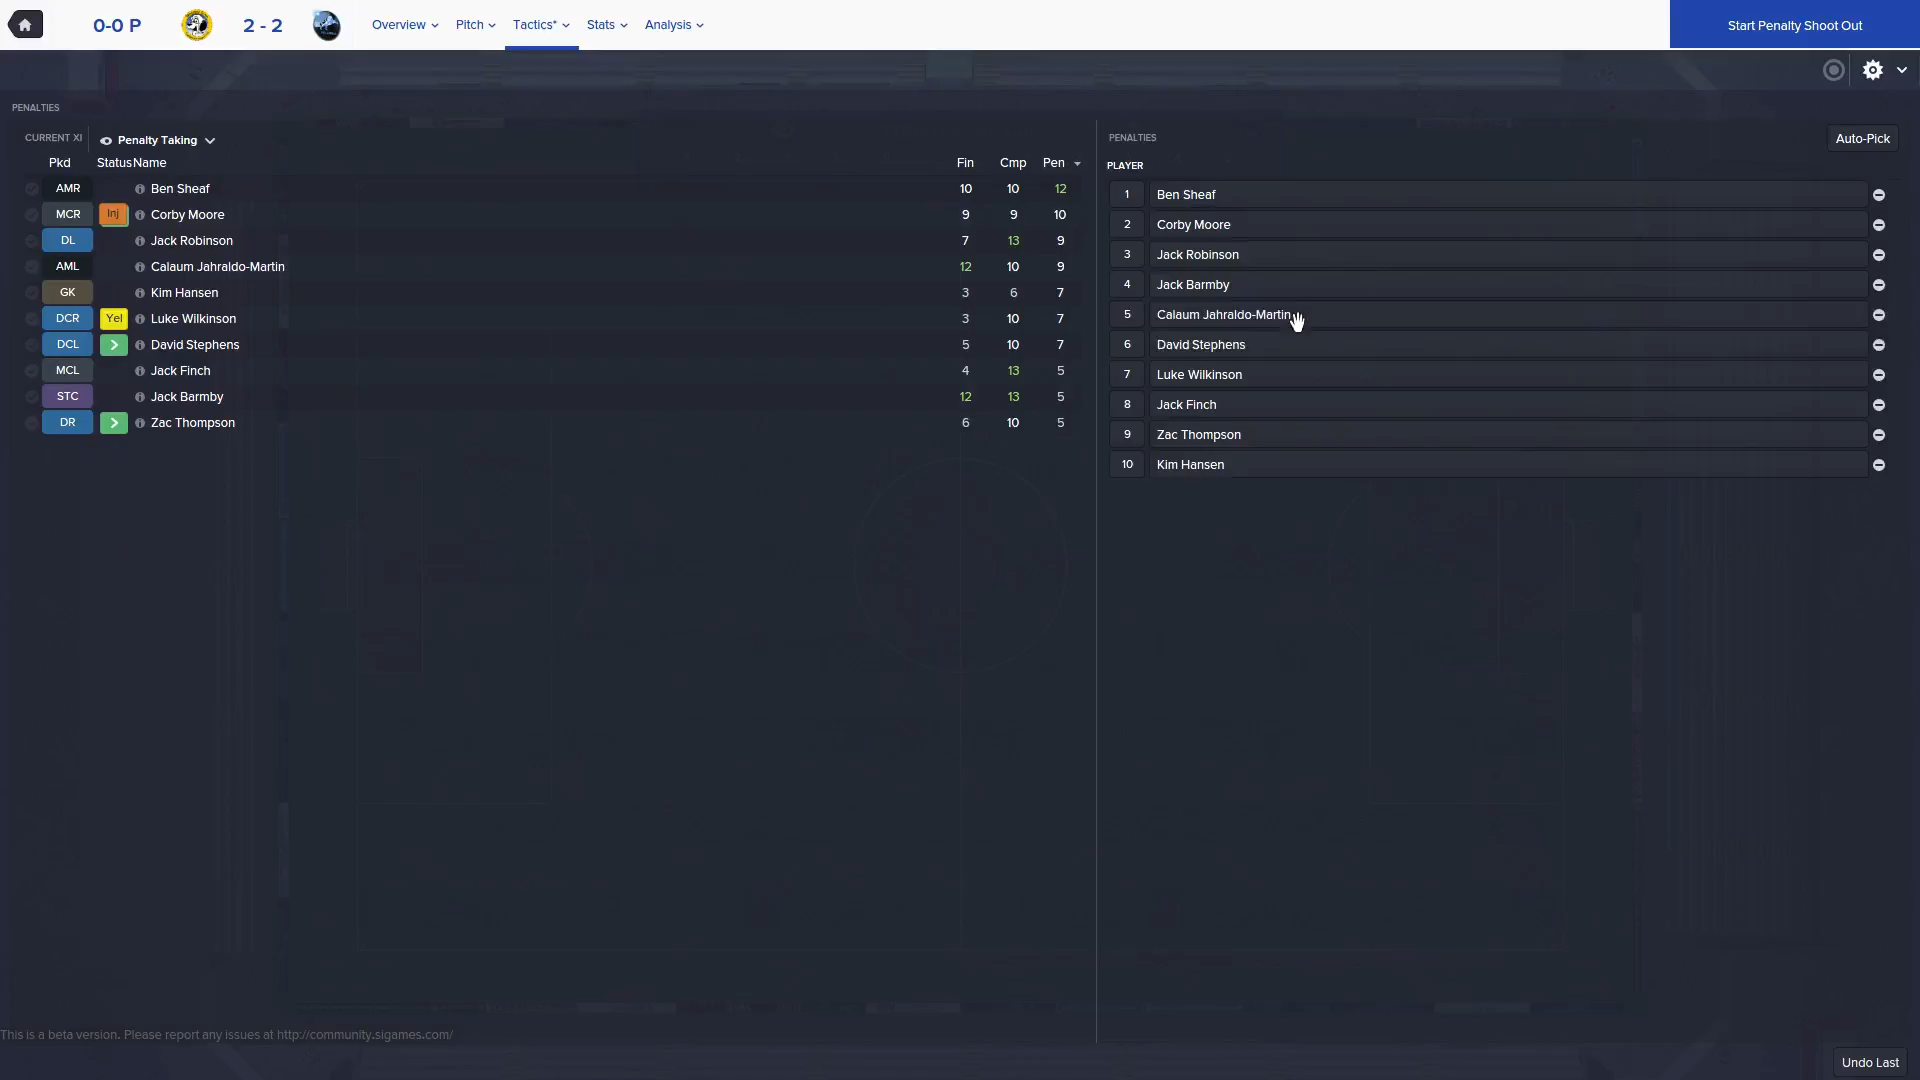 0-0 P 2 - 2 Overview Pitch Tactics* Stats Analysis Start Penalty Shoot Out
PENALTIES
CURRENT XI Penalty Taking
Pkd Status Name Fin Cmp Pen
AMR Ben Sheaf 10 10 12
MCR Inj Corby Moore 9 9 10
DL Jack Robinson 7 13 9
AML Calaum Jahraldo-Martin 12 10 9
GK Kim Hansen 3 6 7
DCR Yel Luke Wilkinson 3 10 7
DCL David Stephens 5 10 7
MCL Jack Finch 4 13 5
STC Jack Barmby 12 13 5
DR Zac Thompson 6 10 5
PENALTIES Auto-Pick
PLAYER
1 Ben Sheaf
2 Corby Moore
3 Jack Robinson
4 Jack Barmby
5 Calaum Jahraldo-Martin
6 David Stephens
7 Luke Wilkinson
8 Jack Finch
9 Zac Thompson
10 Kim Hansen
This is a beta version. Please report any issues at http://community.sigames.com/
Undo Last